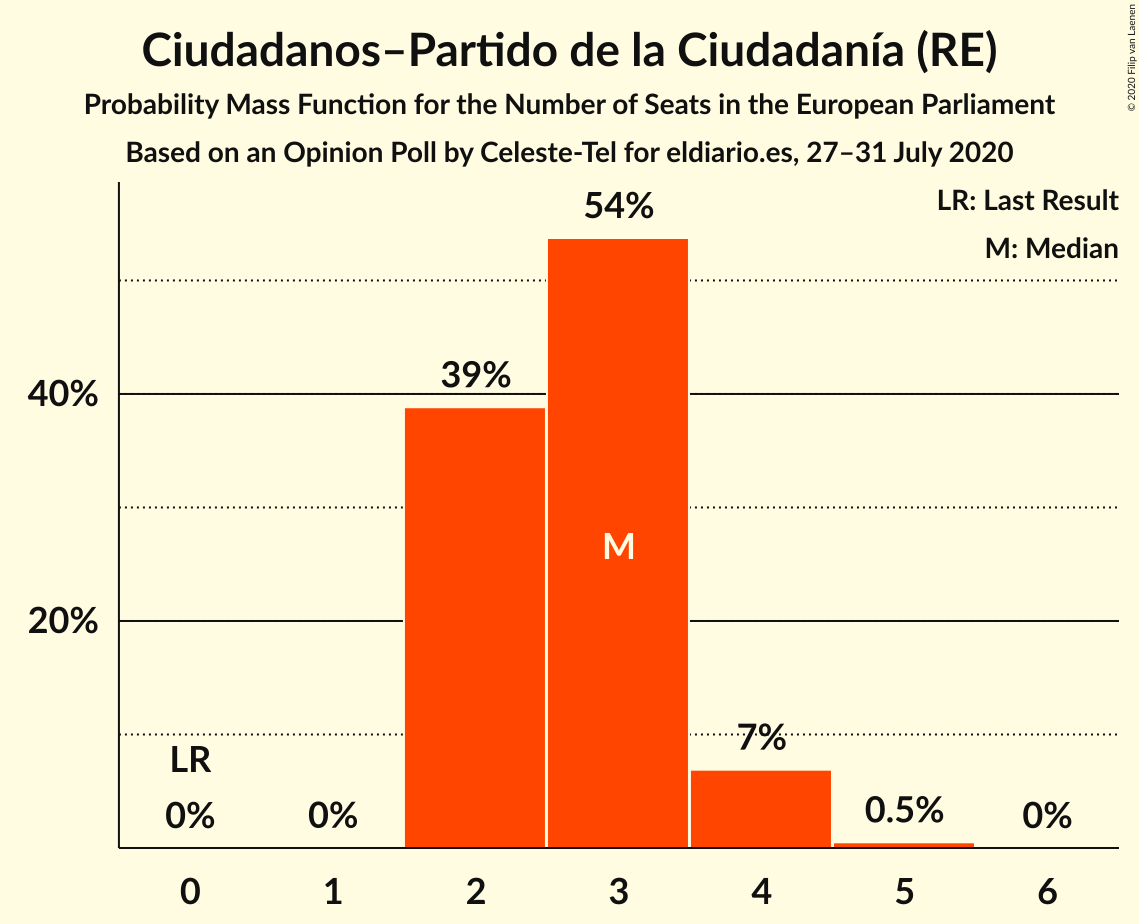 Ciudadanos–Partido de la Ciudadanía (RE)
Probability Mass Function for the Number of Seats in the European Parliament
Based on an Opinion Poll by Celeste-Tel for eldiario.es, 27–31 July 2020
© 2020 Filip van Laenen
LR: Last Result
M: Median
54%
39%
40%
M
20%
7%
LR
0%
0%
0.5%
0%
0 1 2 3 4 5 6